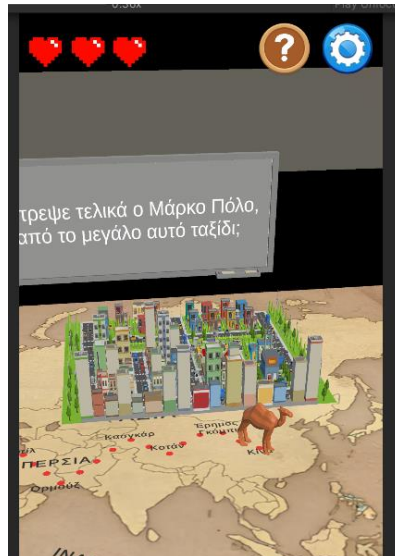 ?
τρεψε τελικά ο Μάρκο Πόλο,
από το μεγάλο αυτό ταξίδι;
Κασγκάρ
Κοτάν
Έρημος
ΠΕΡΣΙΑ
Ορμούζ